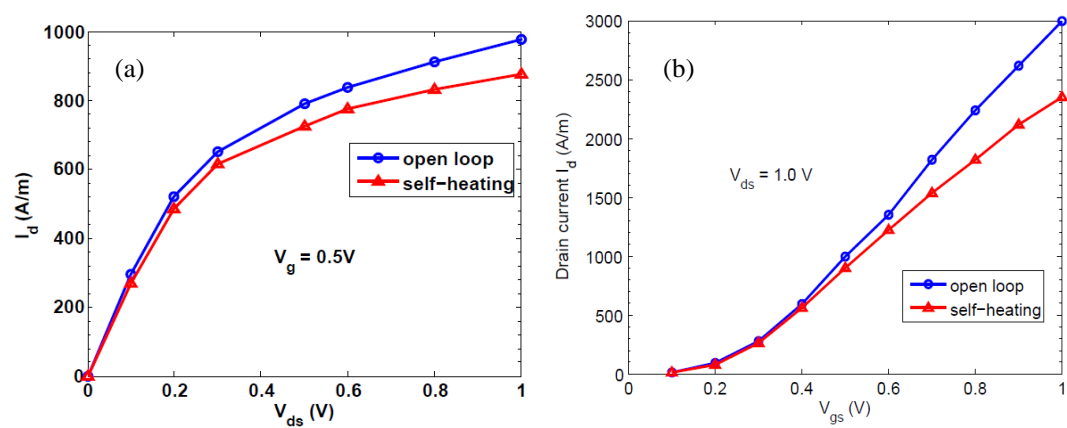 (a)
1000
800
600
400
200
0
I_d (A/m)
open loop
self-heating
V_g = 0.5V
0 0.2 0.4 0.6 0.8 1
V_ds (V)
(b)
3000
2500
2000
1500
1000
500
0
Drain current I_d (A/m)
V_ds = 1.0 V
open loop
self-heating
0 0.2 0.4 0.6 0.8 1
V_gs (V)